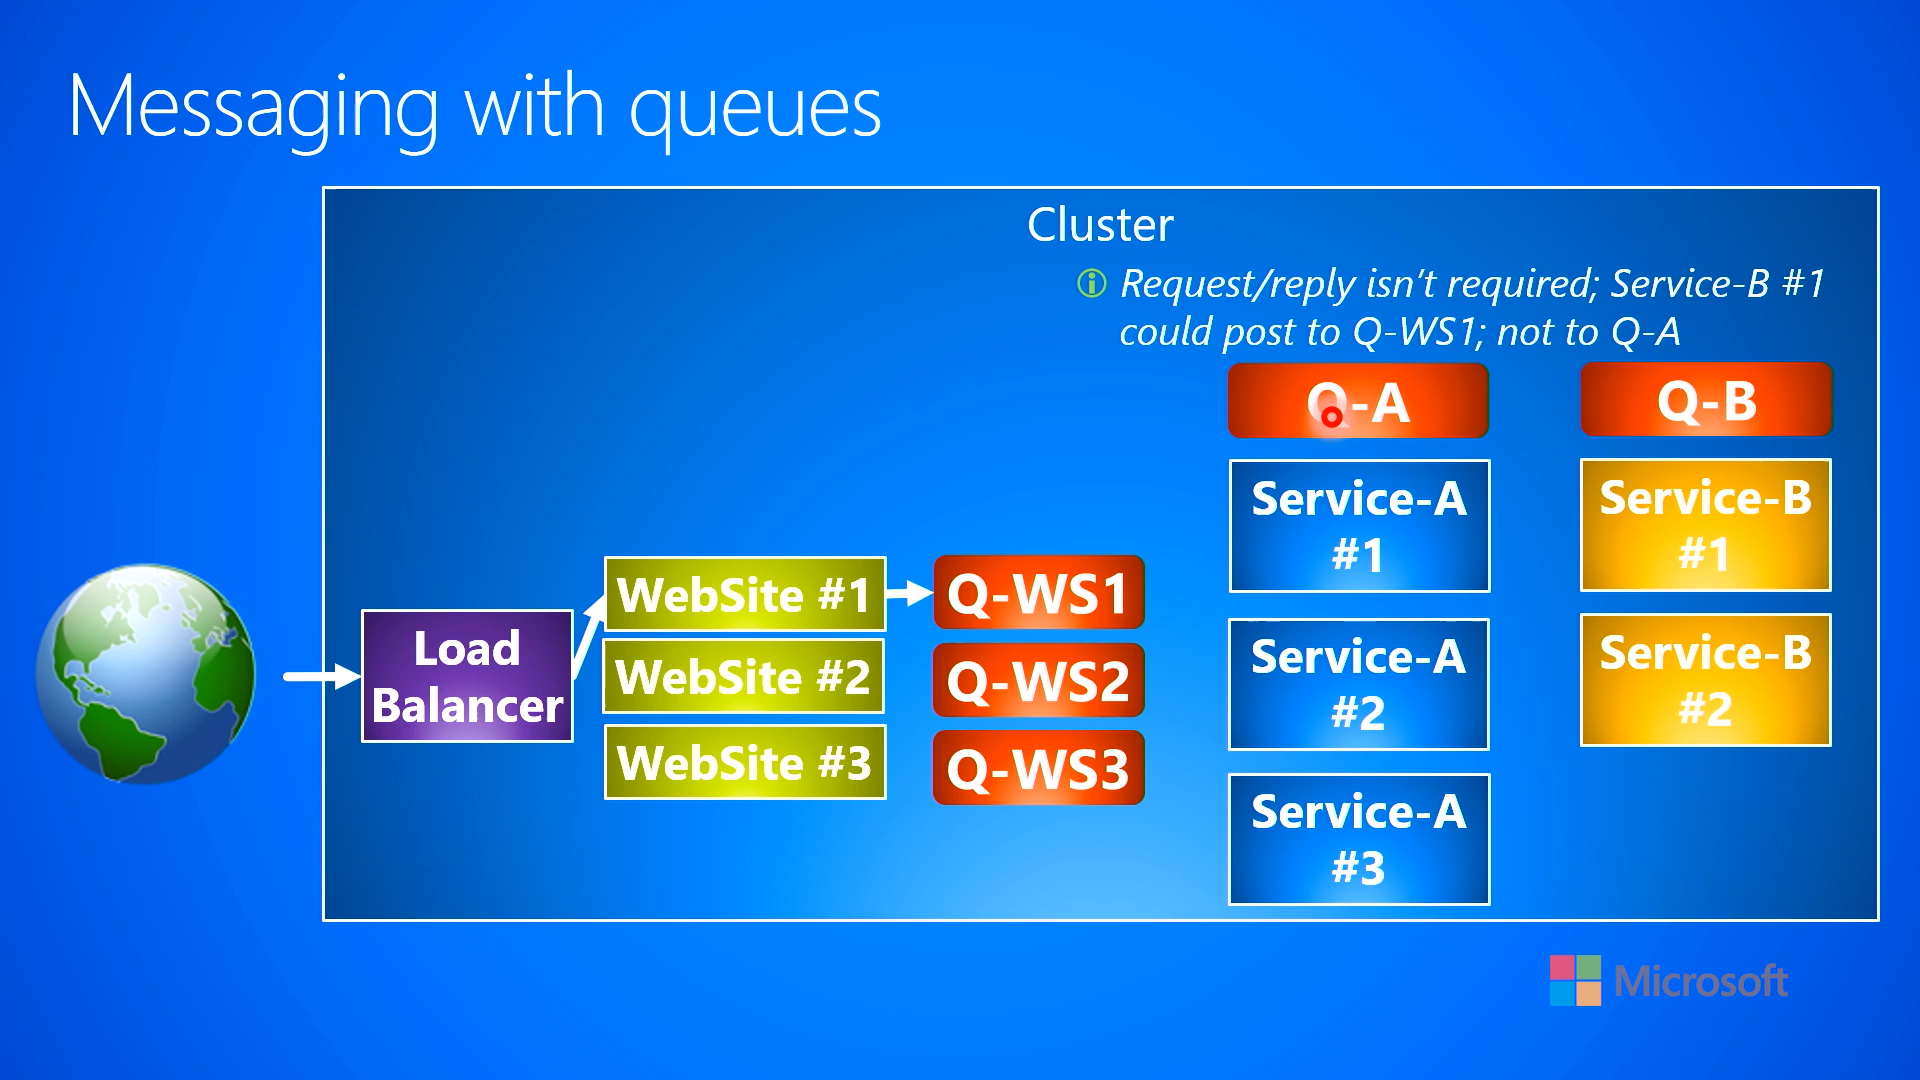 Messaging with queues
Cluster
Request/reply isn't required; Service-B #1
could post to Q-WS1; not to Q-A
Q-A
Q-B
Service-A
#1
Service-B
#1
WebSite #1
Q-WS1
Load
Balancer
WebSite #2
Q-WS2
Service-A
#2
Service-B
#2
WebSite #3
Q-WS3
Service-A
#3
Microsoft